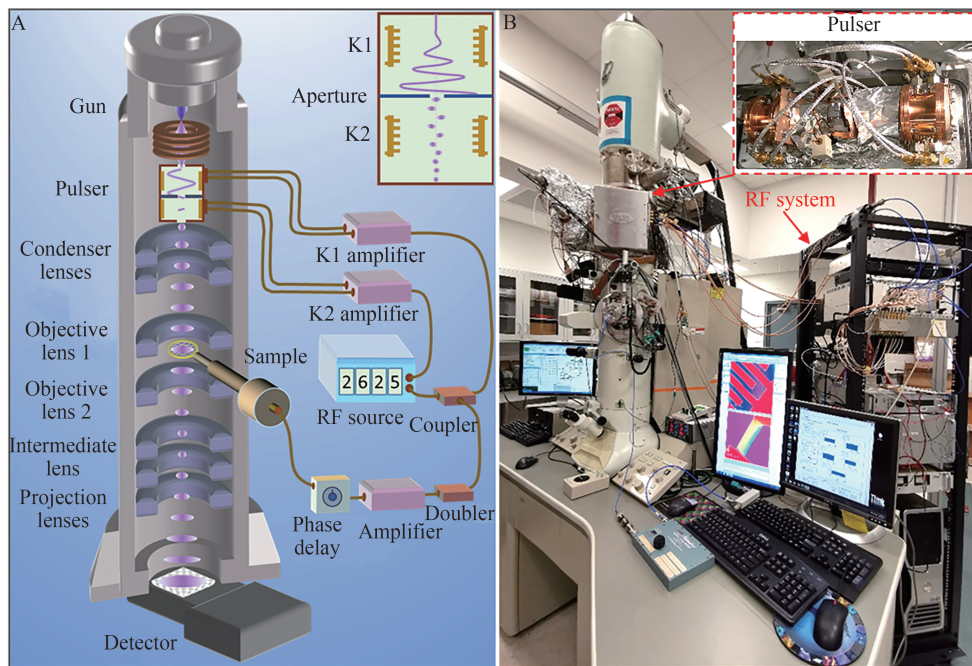 A
Gun
Pulser
Condenser
lenses
Objective
lens 1
Objective
lens 2
Intermediate
lens
Projection
lenses
Detector
K1
Aperture
K2
K1 amplifier
K2 amplifier
Sample
2625
RF source
Coupler
Phase
delay
Amplifier
Doubler
B
Pulser
RF system